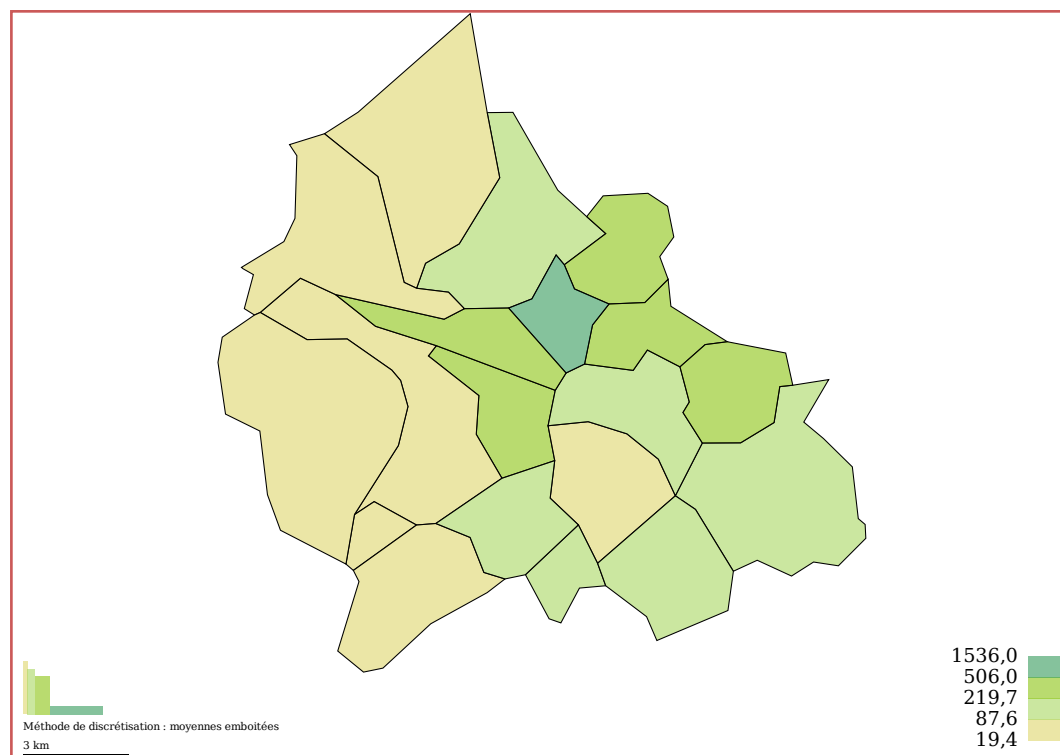 1536,0
506,0
219,7
87,6
19,4
Méthode de discrétisation : moyennes emboitées
3 km